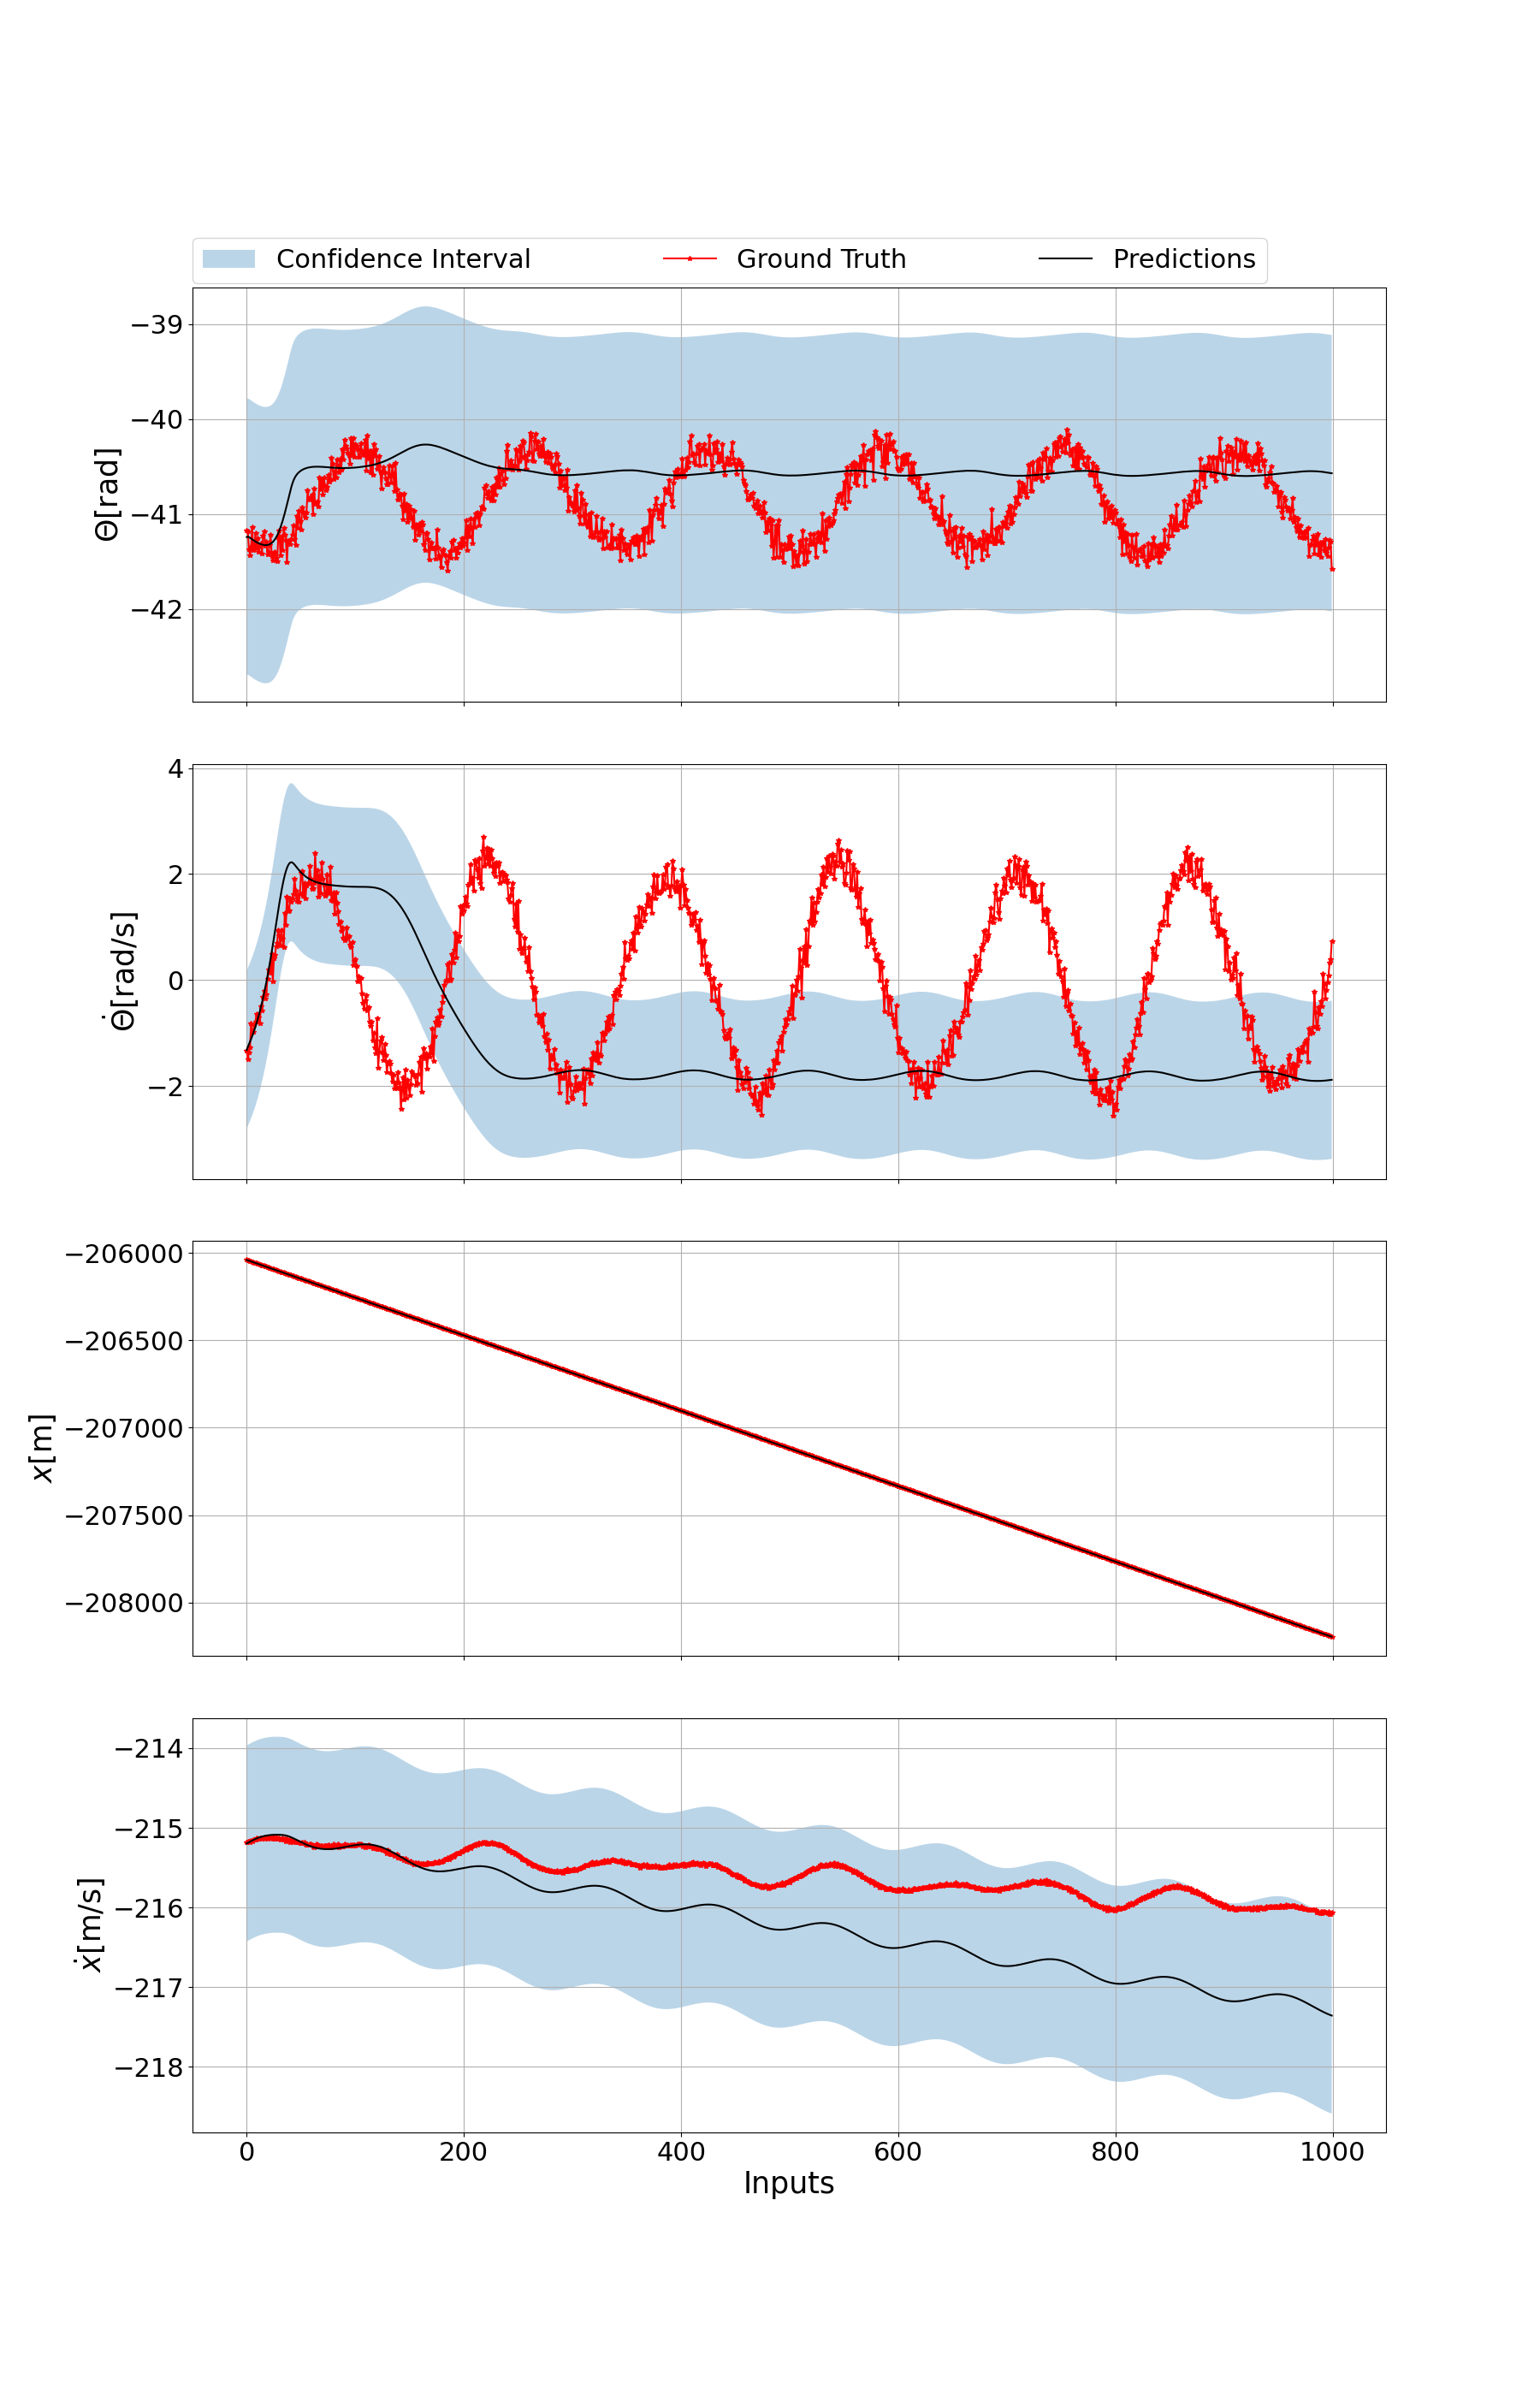 Confidence Interval Ground Truth Predictions
−39
−40
−41
−42
Θ[rad]
4
2
0
−2
Θ̇[rad/s]
−206000
−206500
−207000
−207500
−208000
x[m]
−214
−215
−216
−217
−218
ẋ[m/s]
0 200 400 600 800 1000
Inputs